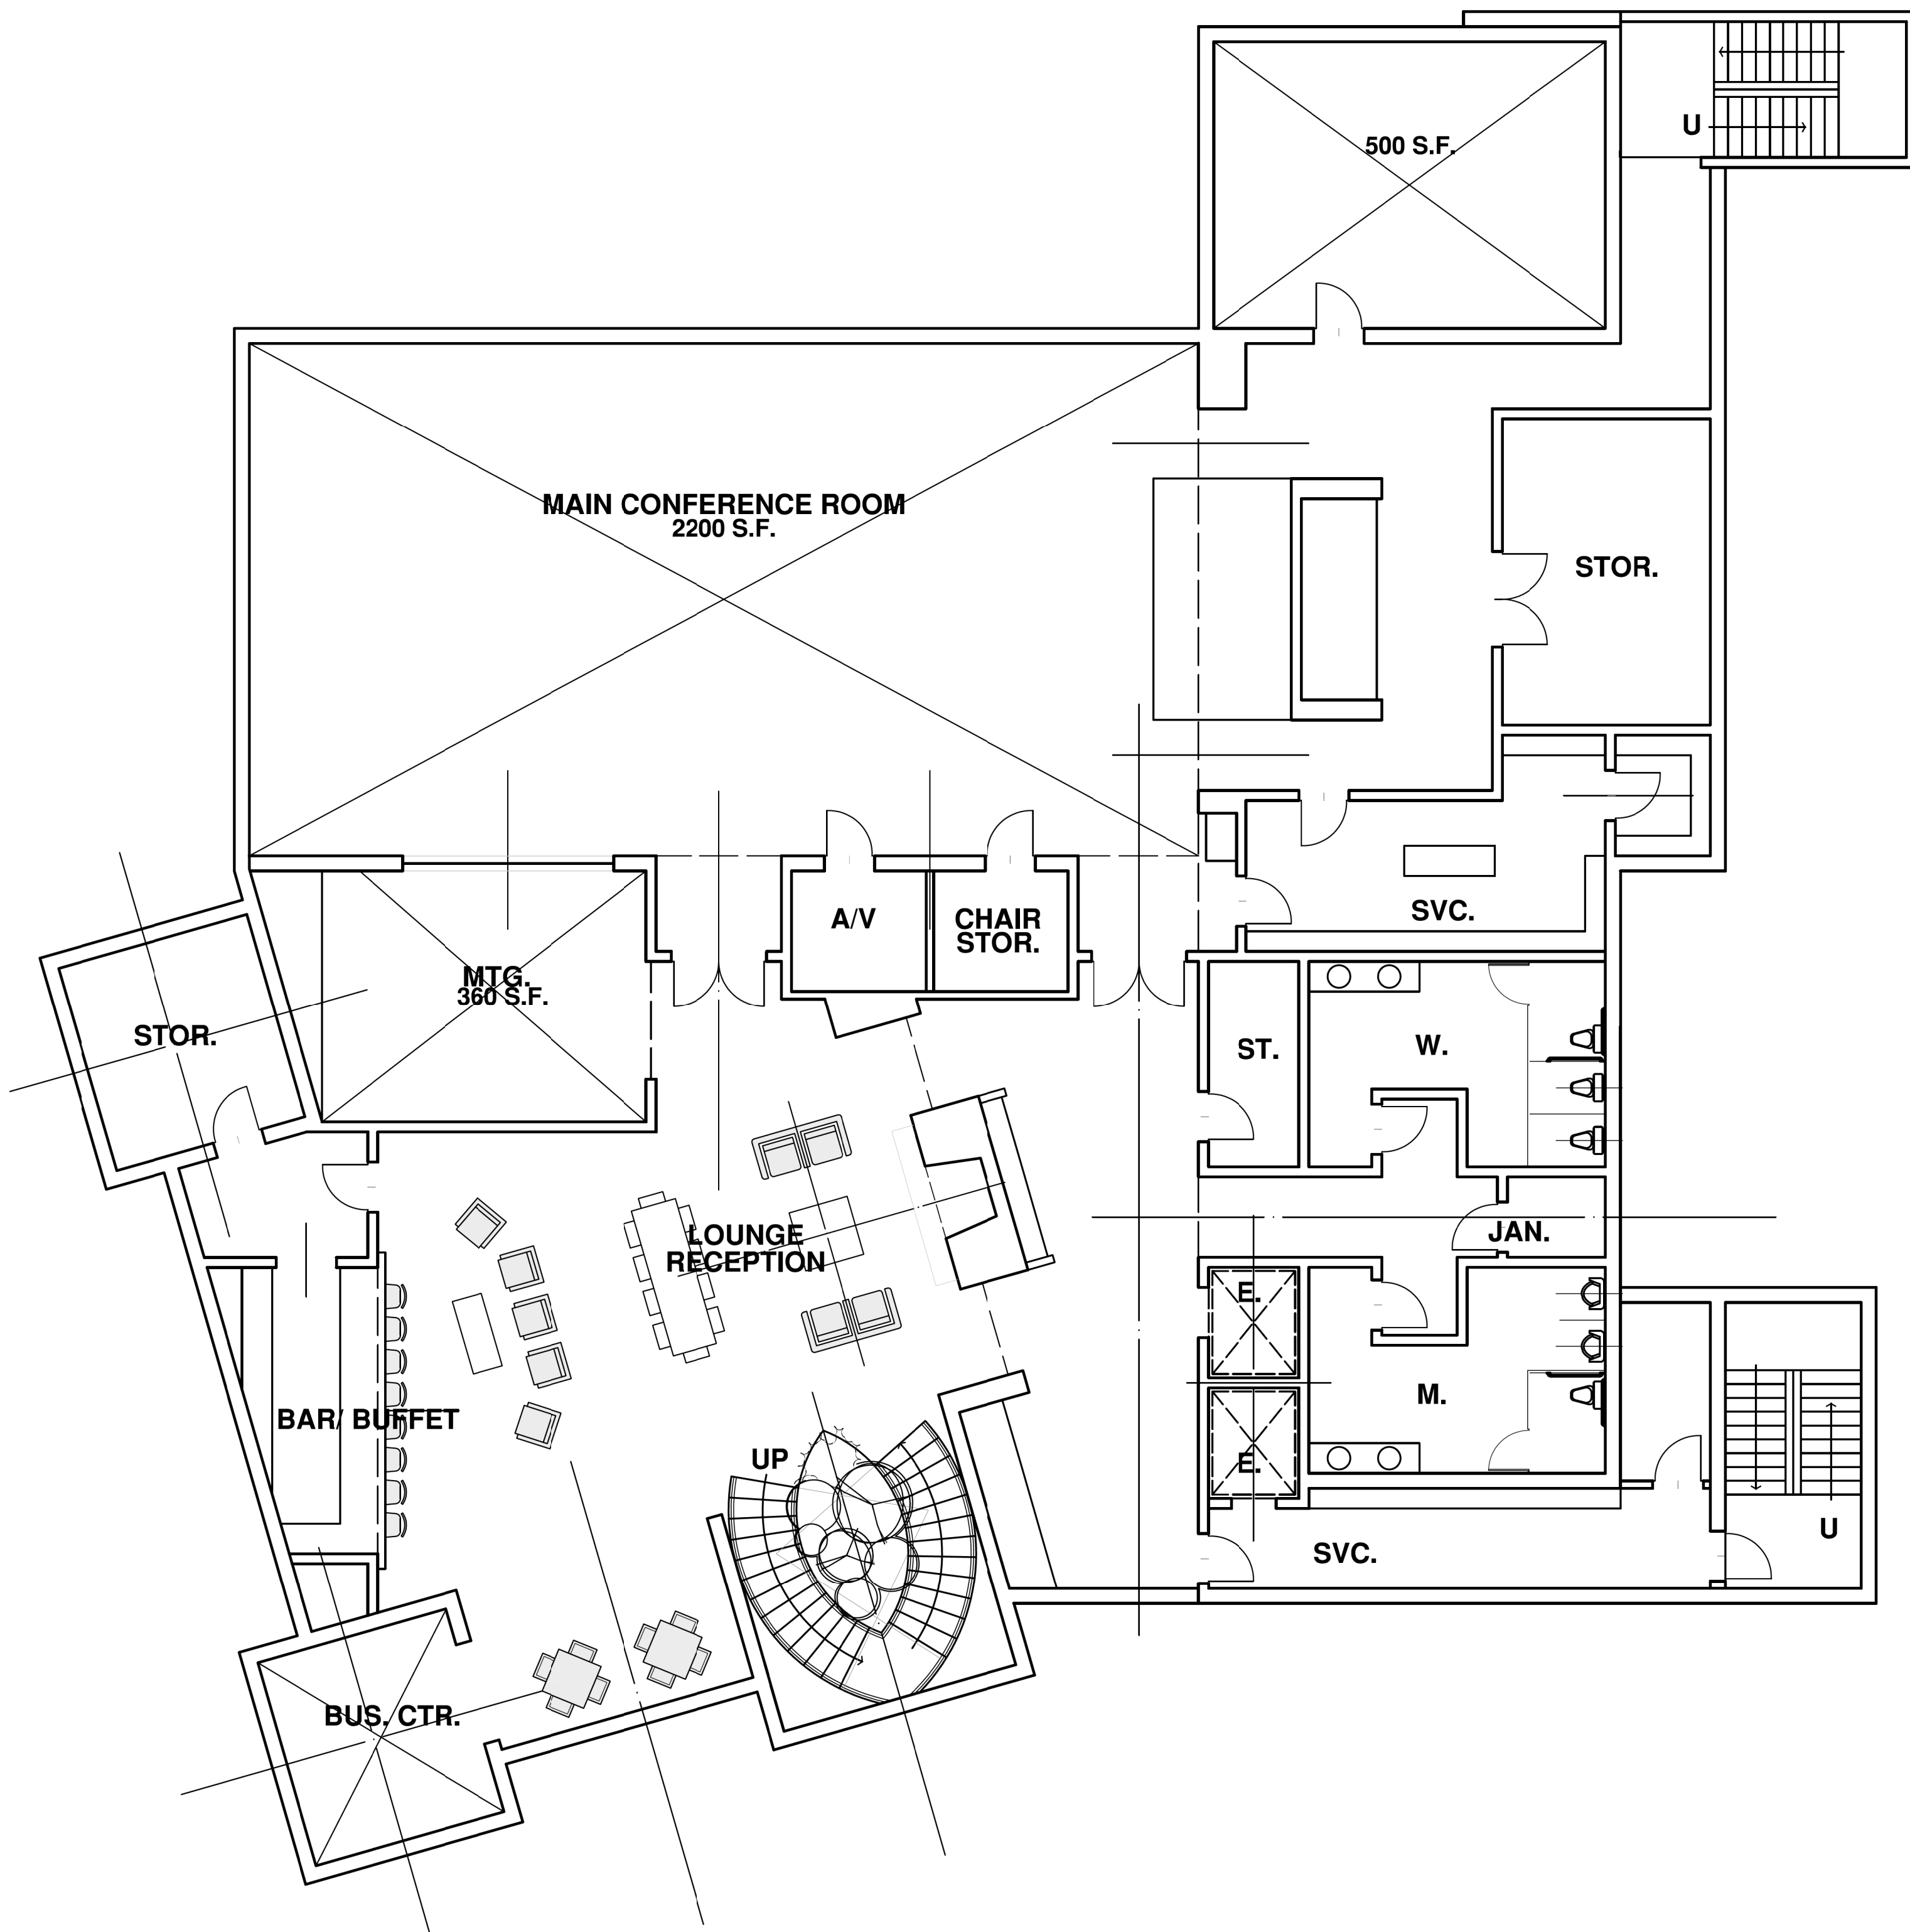 U
500 S.F.
MAIN CONFERENCE ROOM
2200 S.F.
STOR.
A/V
CHAIR
STOR.
SVC.
MTG.
360 S.F.
STOR.
ST.
W.
LOUNGE
RECEPTION
JAN.
E.
BAR/ BUFFET
M.
UP
E.
U
SVC.
BUS. CTR.